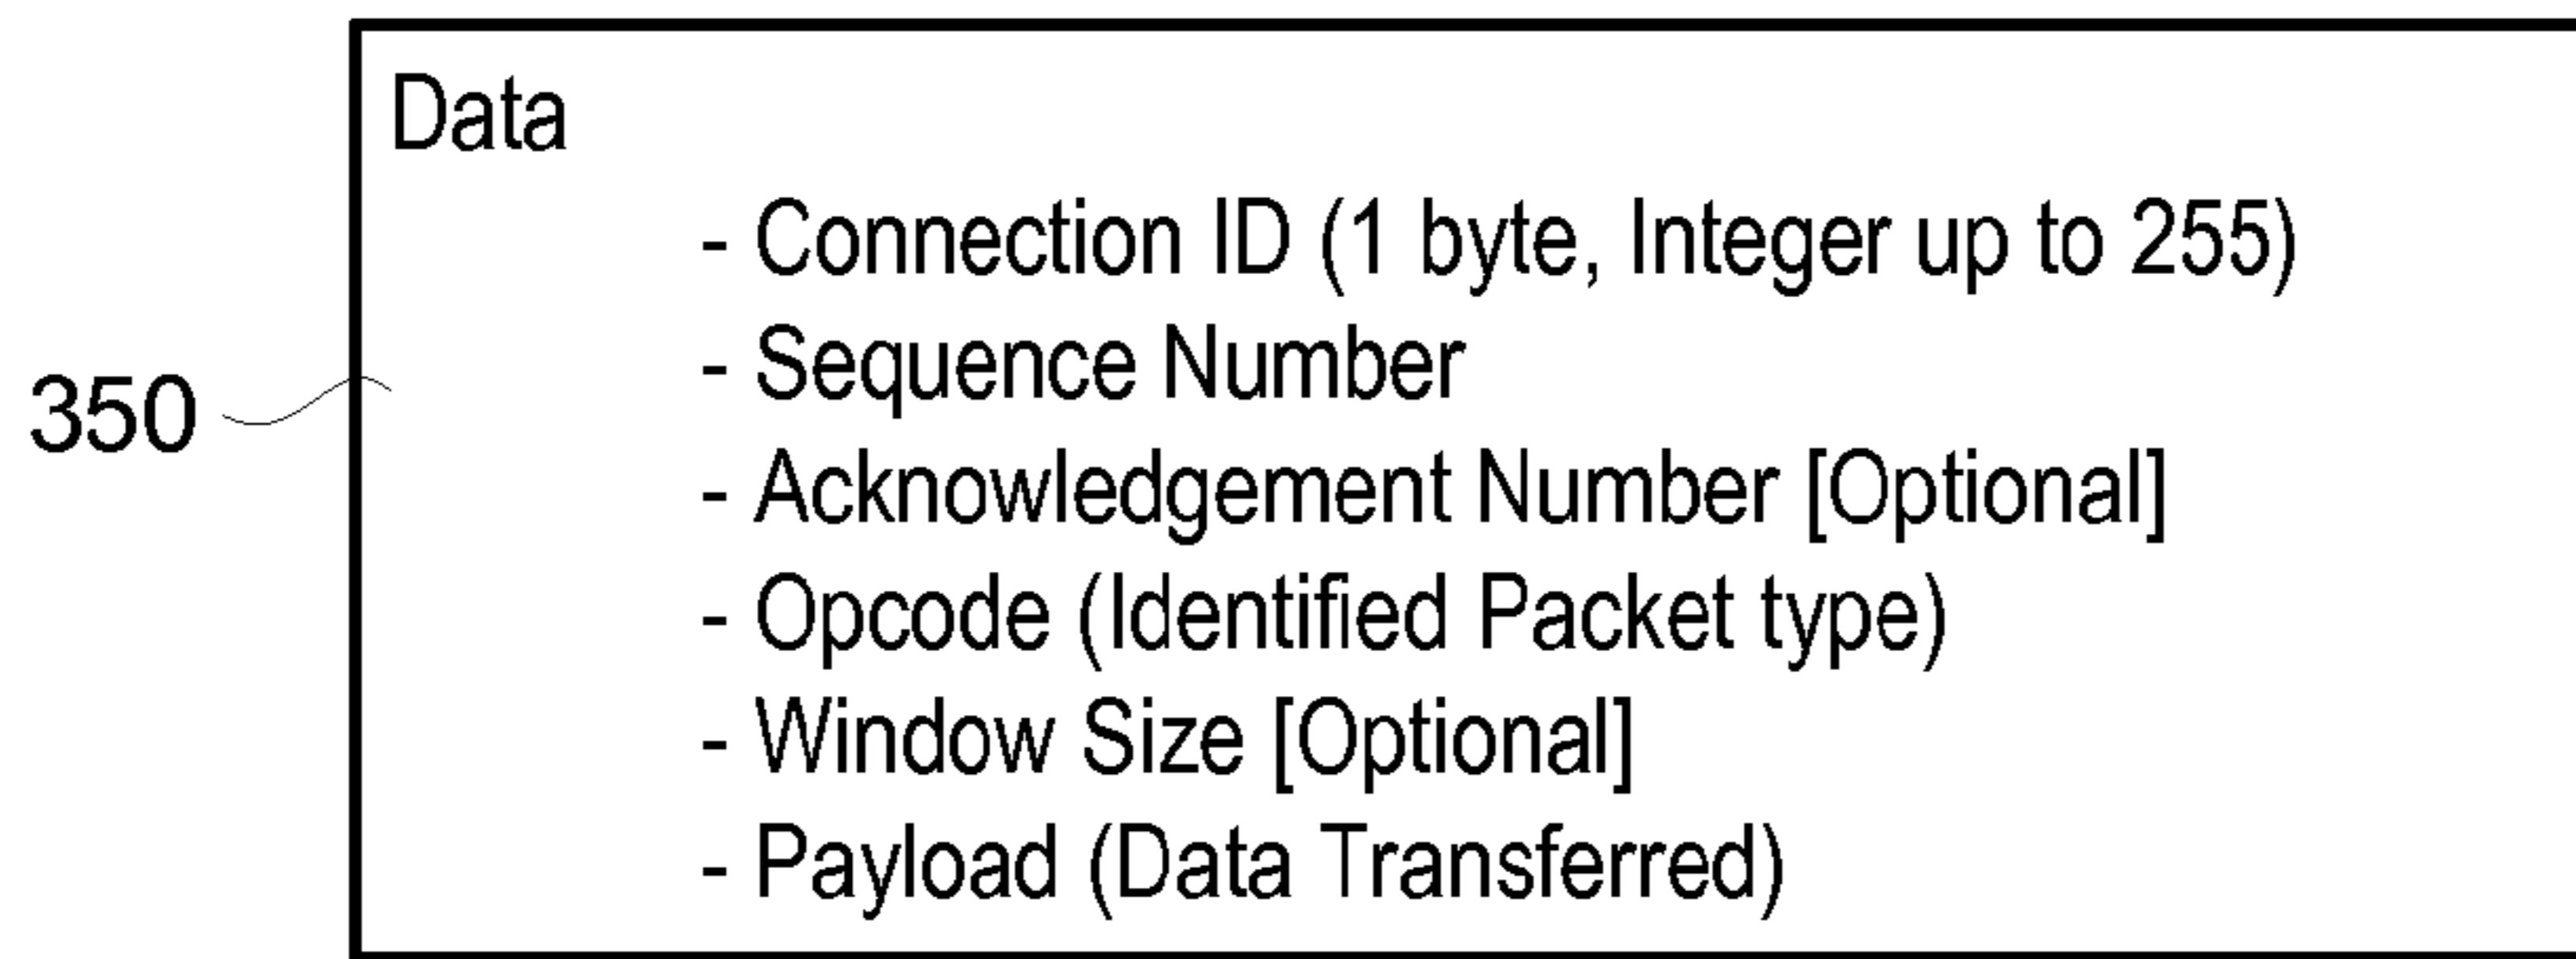 Data
- Connection ID (1 byte, Integer up to 255)
- Sequence Number
350
- Acknowledgement Number [Optional]
- Opcode (Identified Packet type)
- Window Size [Optional]
- Payload (Data Transferred)